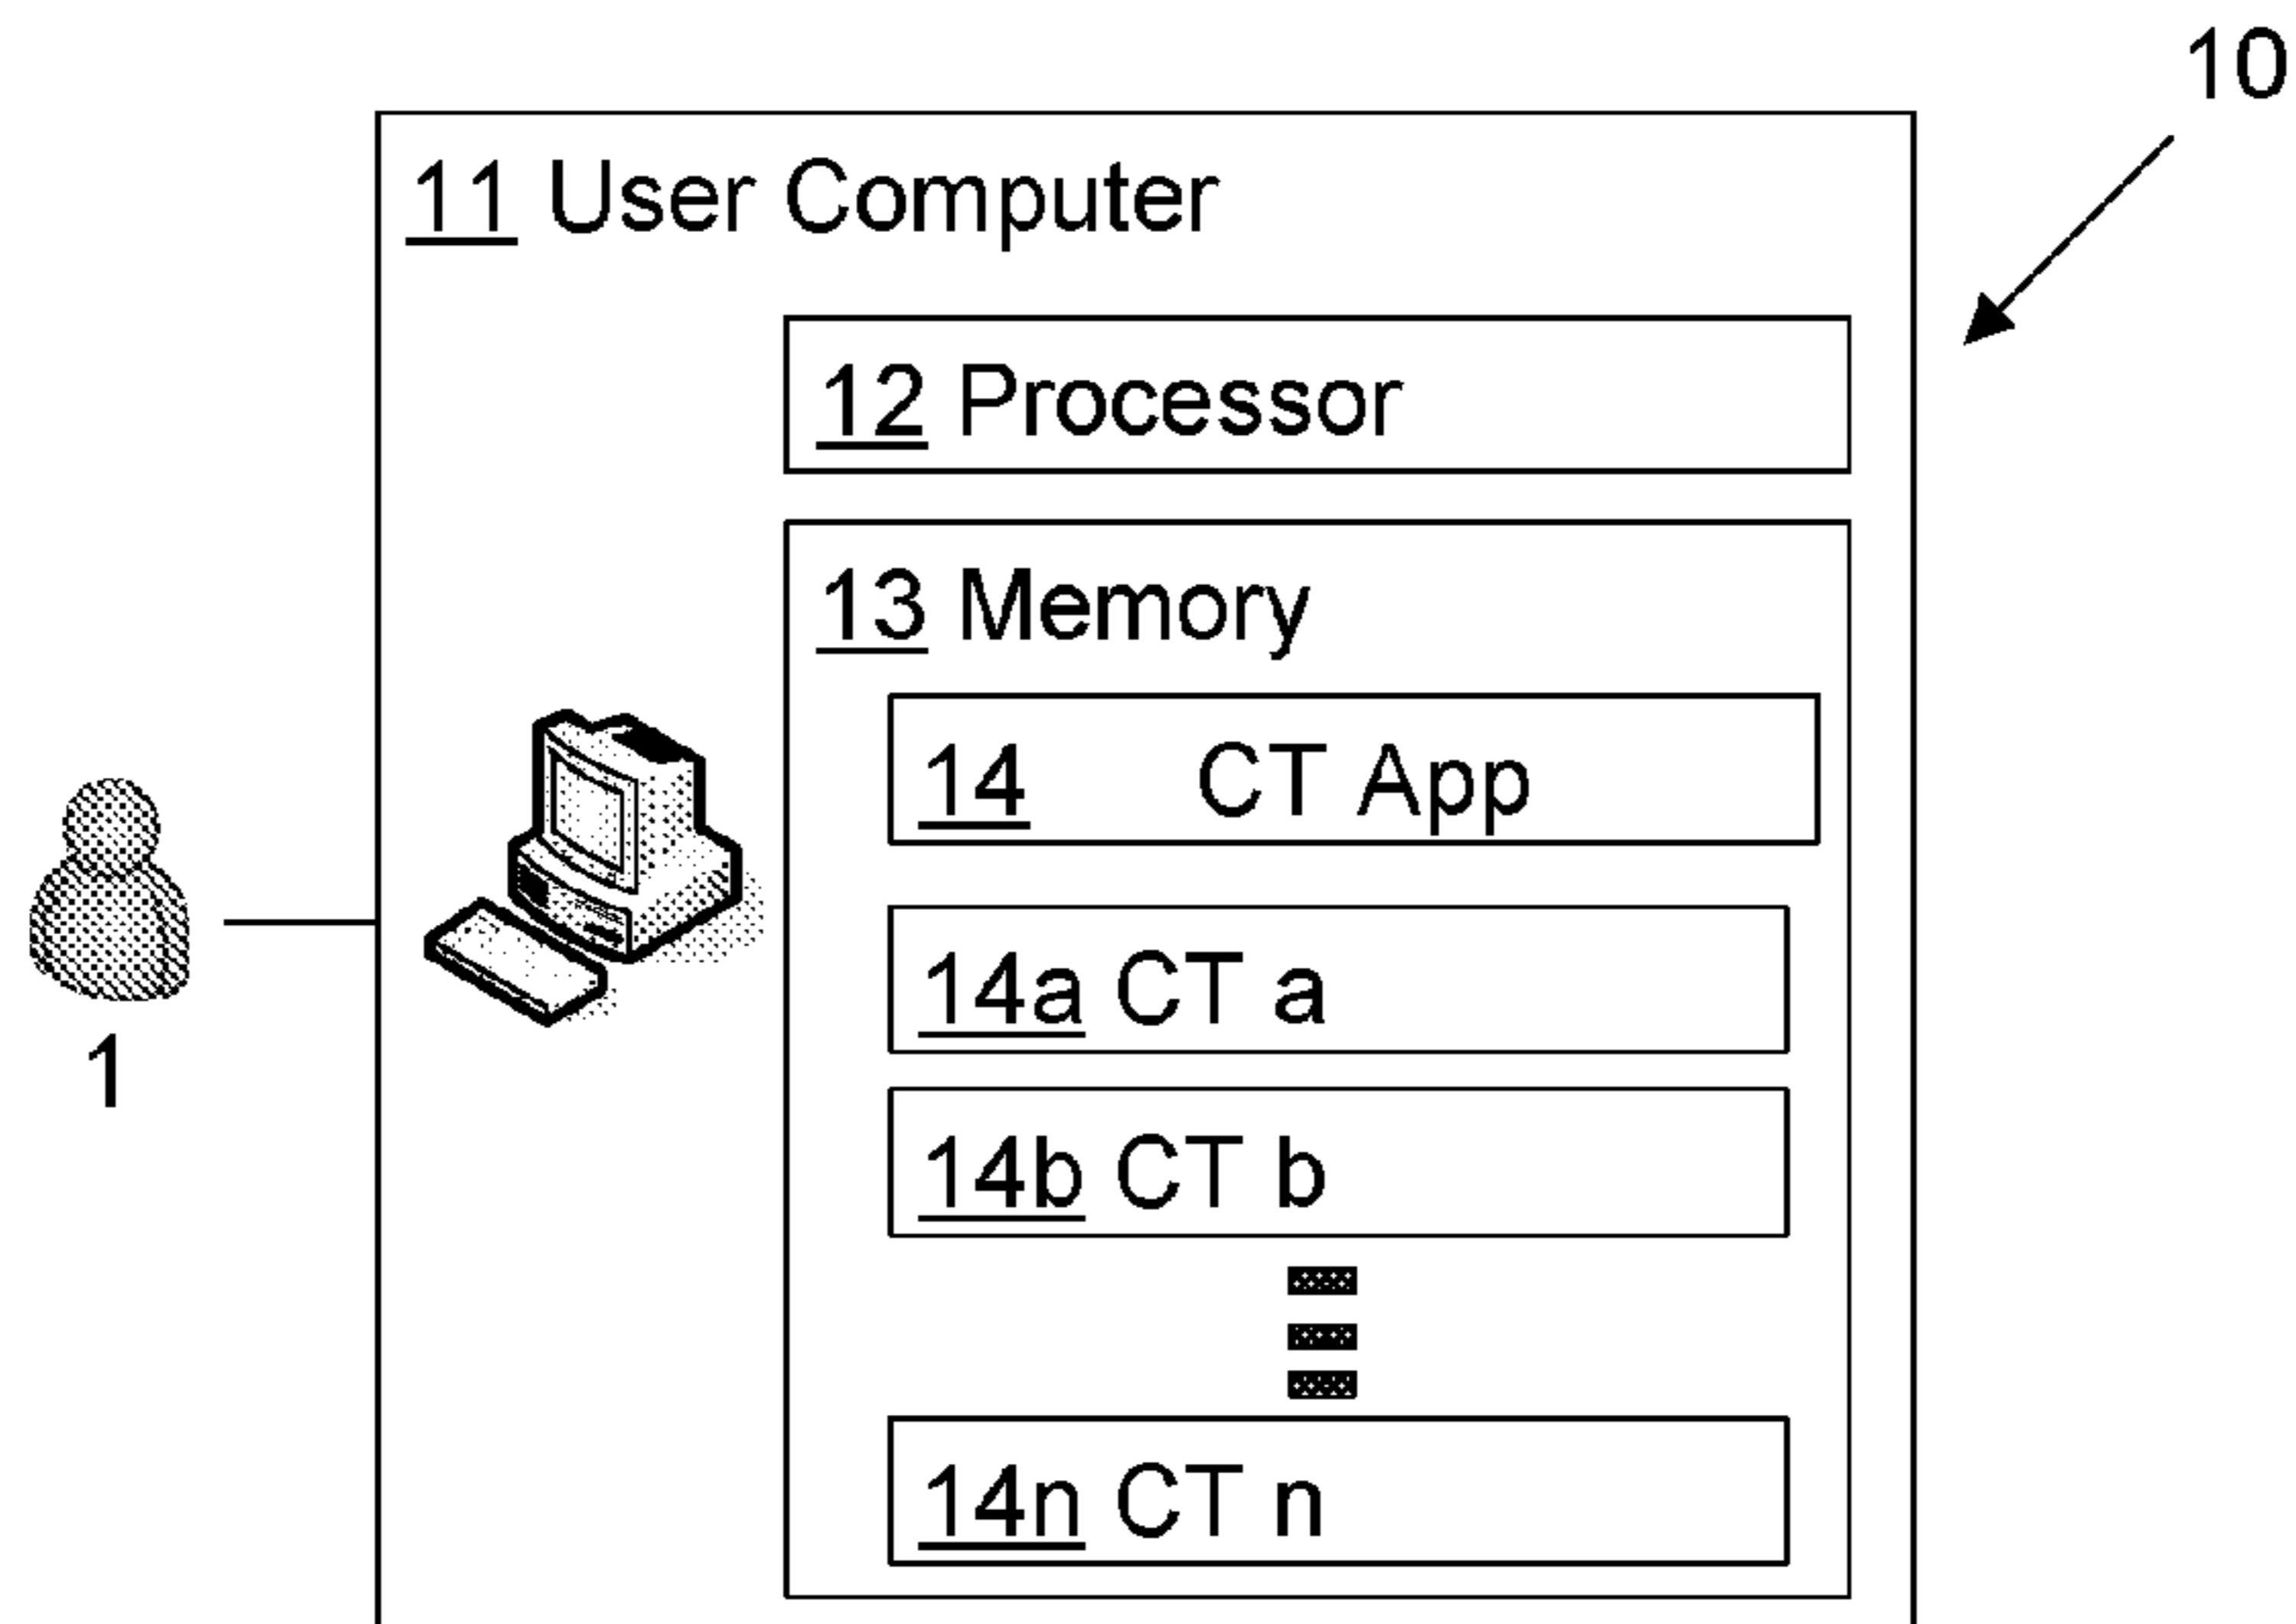 10
11 User Computer
12 Processor
13 Memory
14 CT App
14a CT a
14b CT b
14n CT n
1